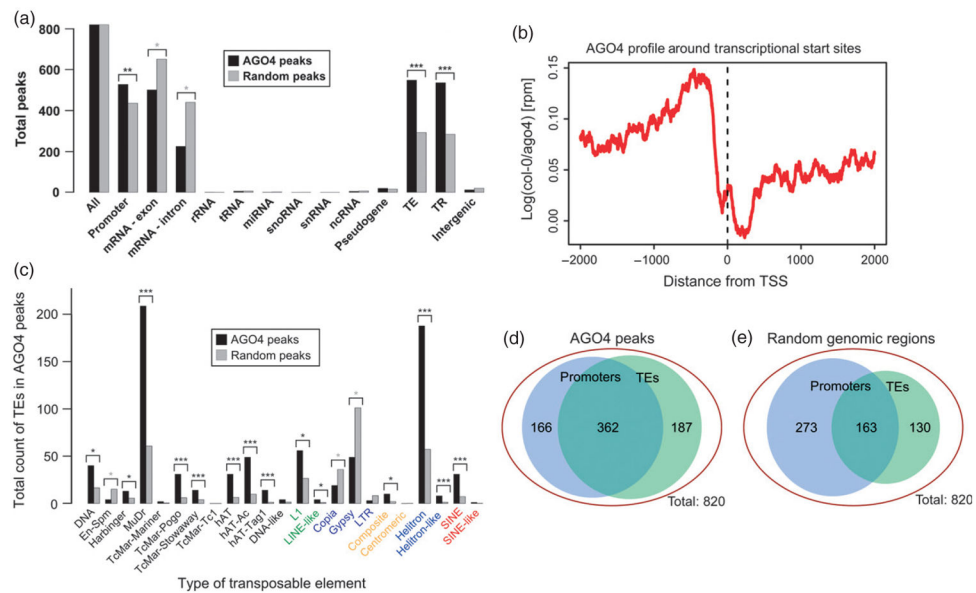 (a)
800
600
400
200
0
Total peaks
AGO4 peaks
Random peaks
**
*
*
***
***
All
Promoter
mRNA - exon
mRNA - intron
rRNA
tRNA
miRNA
snoRNA
snRNA
ncRNA
Pseudogene
TE
TR
Intergenic
(b)
AGO4 profile around transcriptional start sites
Log(col-0/ago4) [rpm]
0.15
0.10
0.05
0.00
−2000
−1000
0
1000
2000
Distance from TSS
(c)
Total count of TEs in AGO4 peaks
200
150
100
50
0
AGO4 peaks
Random peaks
*
*
*
***
***
***
***
***
***
*
*
*
*
*
***
***
***
DNA
En-Spm
Harbinger
MuDr
TcMar-Mariner
TcMar-Pogo
TcMar-Stowaway
TcMar-Tc1
hAT
hAT-Ac
hAT-Tag1
DNA-like
L1
LINE-like
Copia
Gypsy
LTR
Composite
Centromeric
Helitron
Helitron-like
SINE
SINE-like
Type of transposable element
(d)
AGO4 peaks
Promoters
TEs
166
362
187
Total: 820
(e)
Random genomic regions
Promoters
TEs
273
163
130
Total: 820